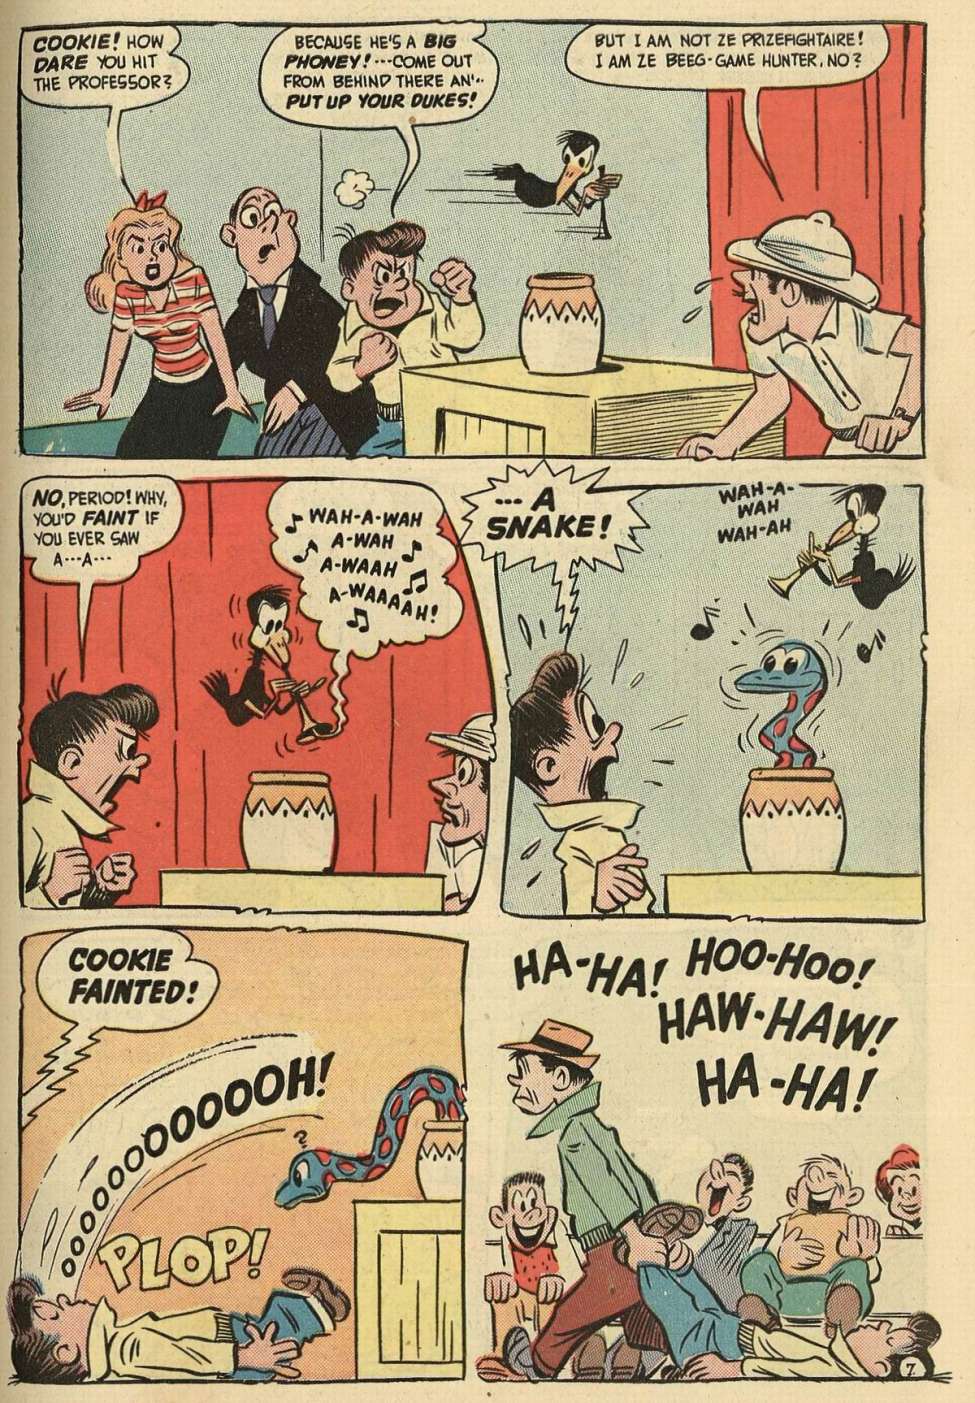 COOKIE! HOW
DARE YOU HIT
THE PROFESSOR?
BECAUSE HE'S A BIG
PHONEY! ---COME OUT
FROM BEHIND THERE AN'--
PUT UP YOUR DUKES!
BUT I AM NOT ZE PRIZEFIGHTAIRE!
I AM ZE BEEG-GAME HUNTER, NO?
NO, PERIOD! WHY,
YOU'D FAINT IF
YOU EVER SAW
A---A---
WAH-A-WAH
A-WAH
A-WAAH
A-WAAAAH!
--- A
SNAKE!
WAH-A-
WAH
WAH-AH
COOKIE
FAINTED!
OOOOOOOOOOOOH!
?
PLOP!
HA-HA! HOO-HOO!
HAW-HAW!
HA-HA!
7